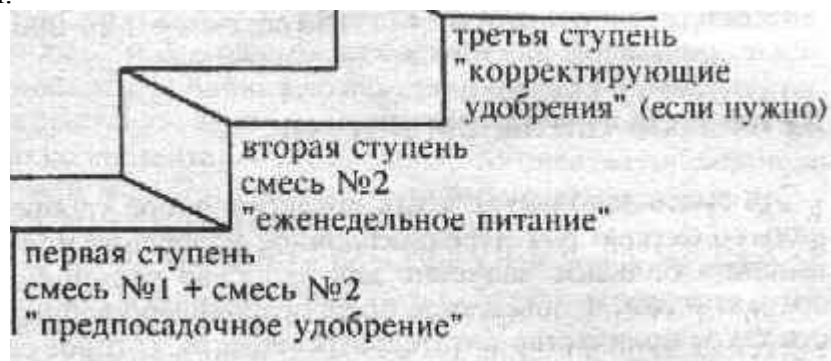 третья ступень
"корректирующие
удобрения" (если нужно)
вторая ступень
смесь №2
"еженедельное питание"
первая ступень
смесь №1 + смесь №2
"предпосадочное удобрение"